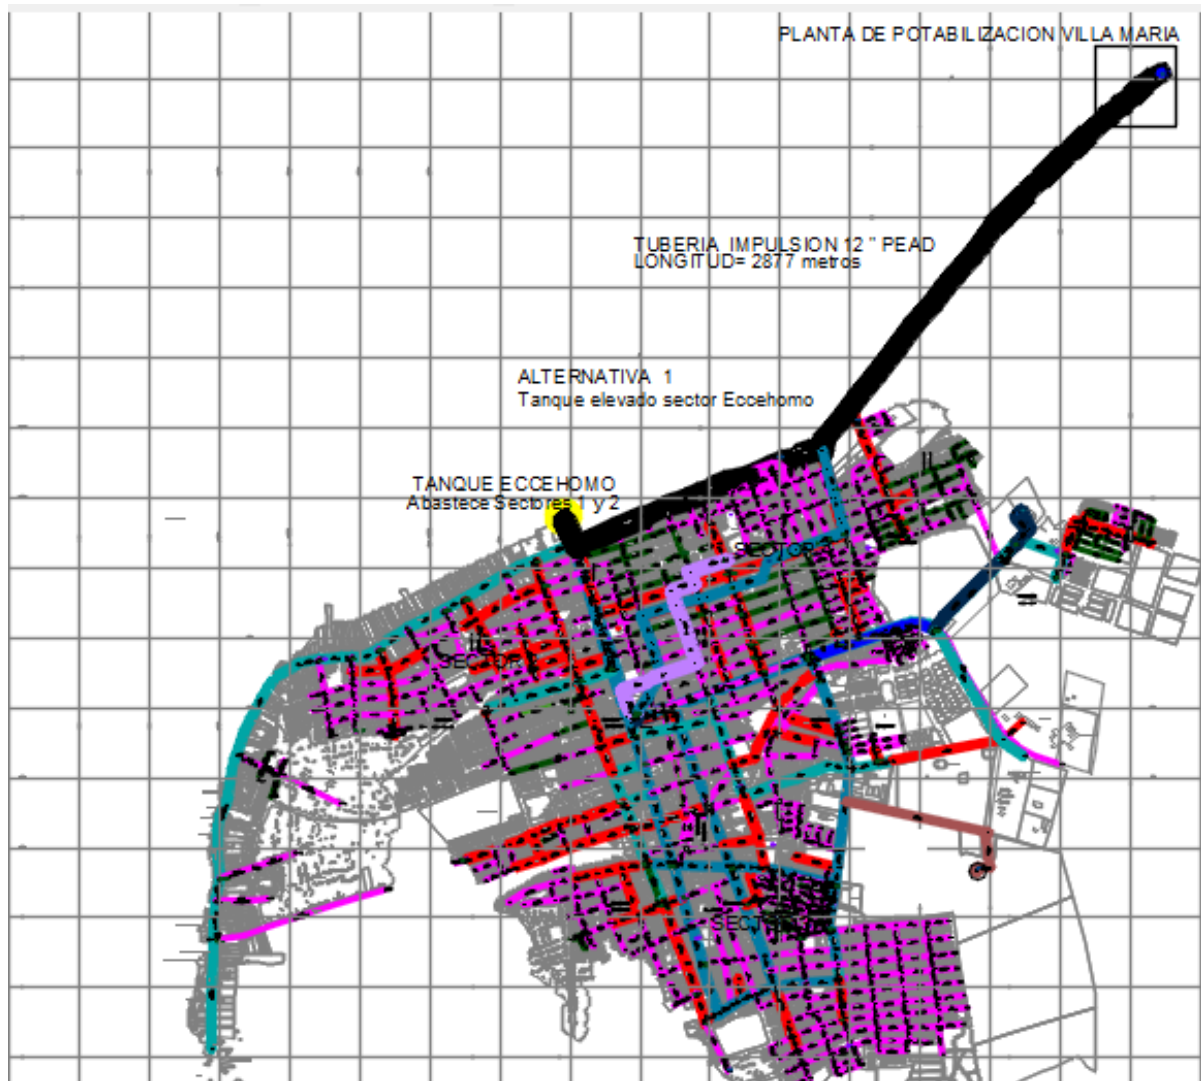 PLANTA DE POTABILIZACION VILLA MARIA
TUBERIA IMPULSION 12 " PEAD
LONGITUD= 2877 metros
ALTERNATIVA 1
Tanque elevado sector Eccehomo
TANQUE ECCEHOMO
Abastece Sectores 1 y 2
SECTOR
SECTOR
SECTOR